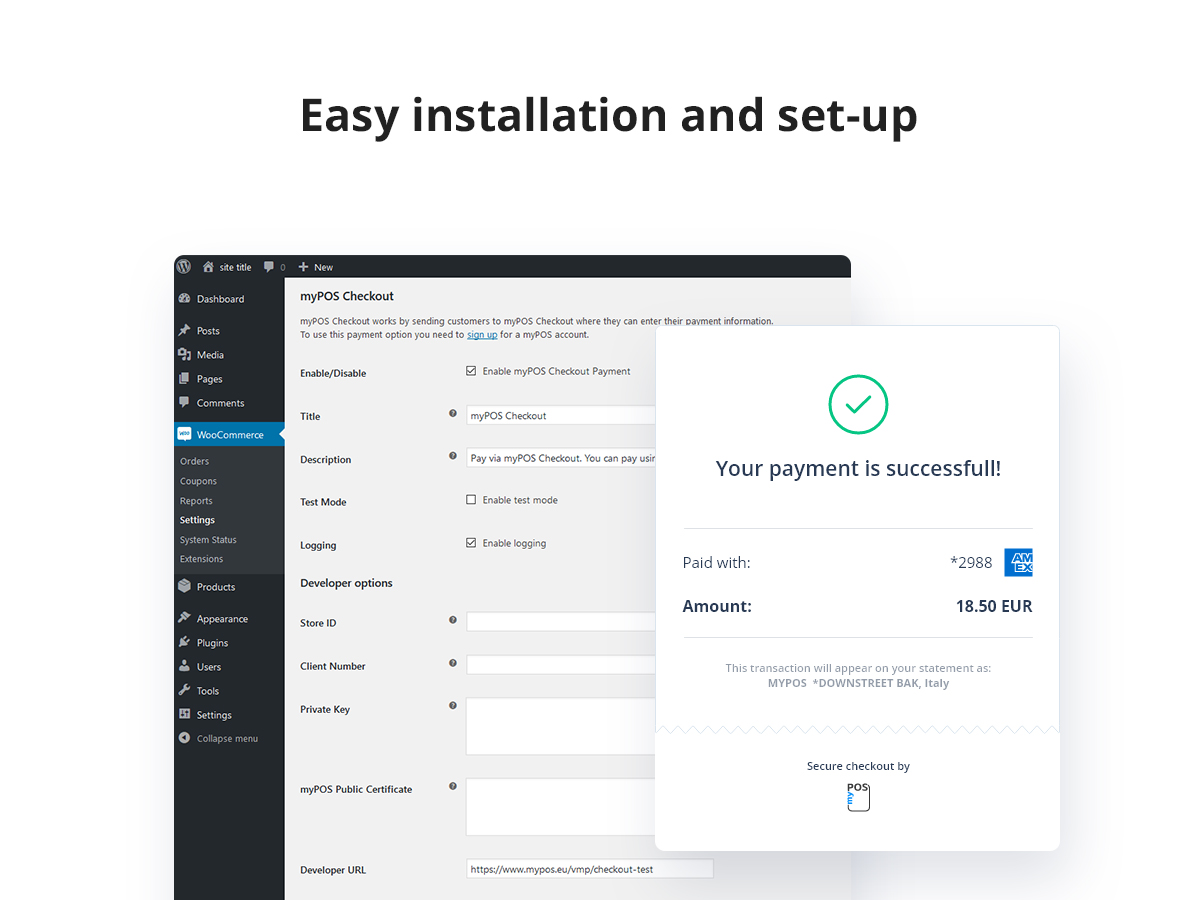 Easy installation and set-up
site title 0 New
Dashboard
Posts
Media
Pages
Comments
WooCommerce
Orders
Coupons
Reports
Settings
System Status
Extensions
Products
Appearance
Plugins
Users
Tools
Settings
Collapse menu
myPOS Checkout
myPOS Checkout works by sending customers to myPOS Checkout where they can enter their payment information.
To use this payment option you need to sign up for a myPOS account.
Enable/Disable Enable myPOS Checkout Payment
Title myPOS Checkout
Description Pay via myPOS Checkout. You can pay
Test Mode Enable test mode
Logging Enable logging
Developer options
Store ID
Client Number
Private Key
myPOS Public Certificate
Developer URL https://www.mypos.eu/vmp/checkout-test
Your payment is successfull!
Paid with: *2988 AMEX
Amount: 18.50 EUR
This transaction will appear on your statement as:
MYPOS *DOWNSTREET BAK, Italy
Secure checkout by
myPOS